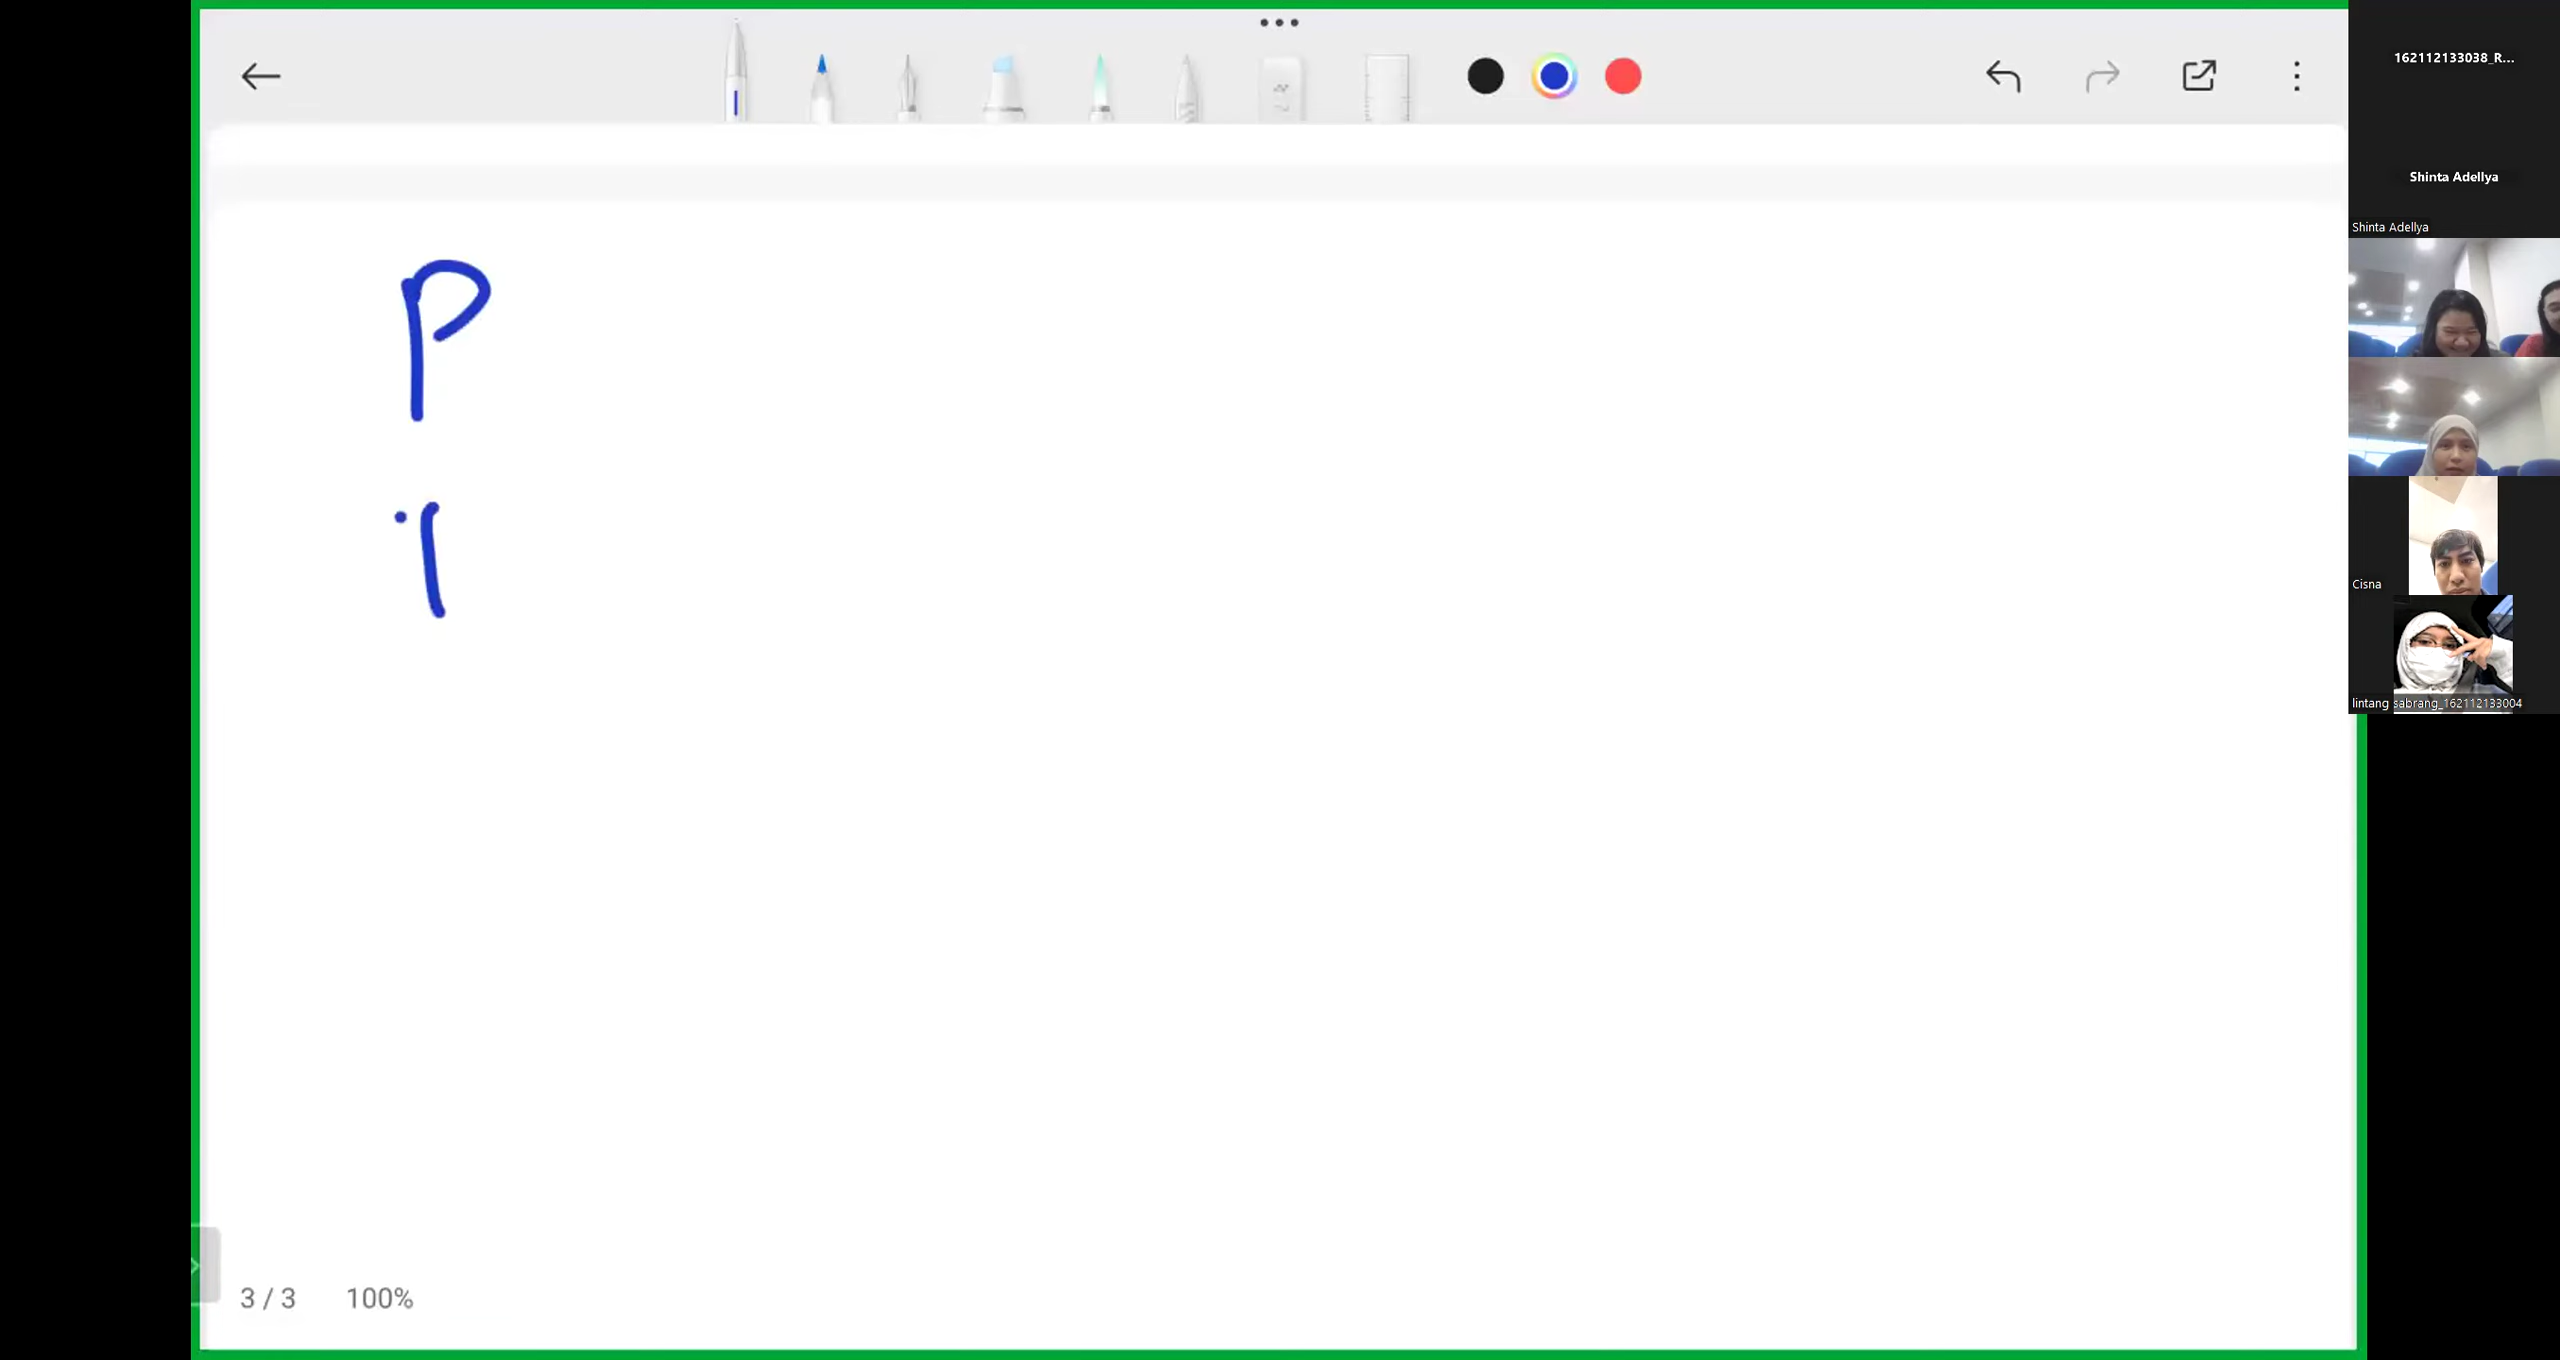 162112133038_R...
Shinta Adellya
Shinta Adellya
P
Cisna
lintang sabrang_162112133004
3 / 3 100%